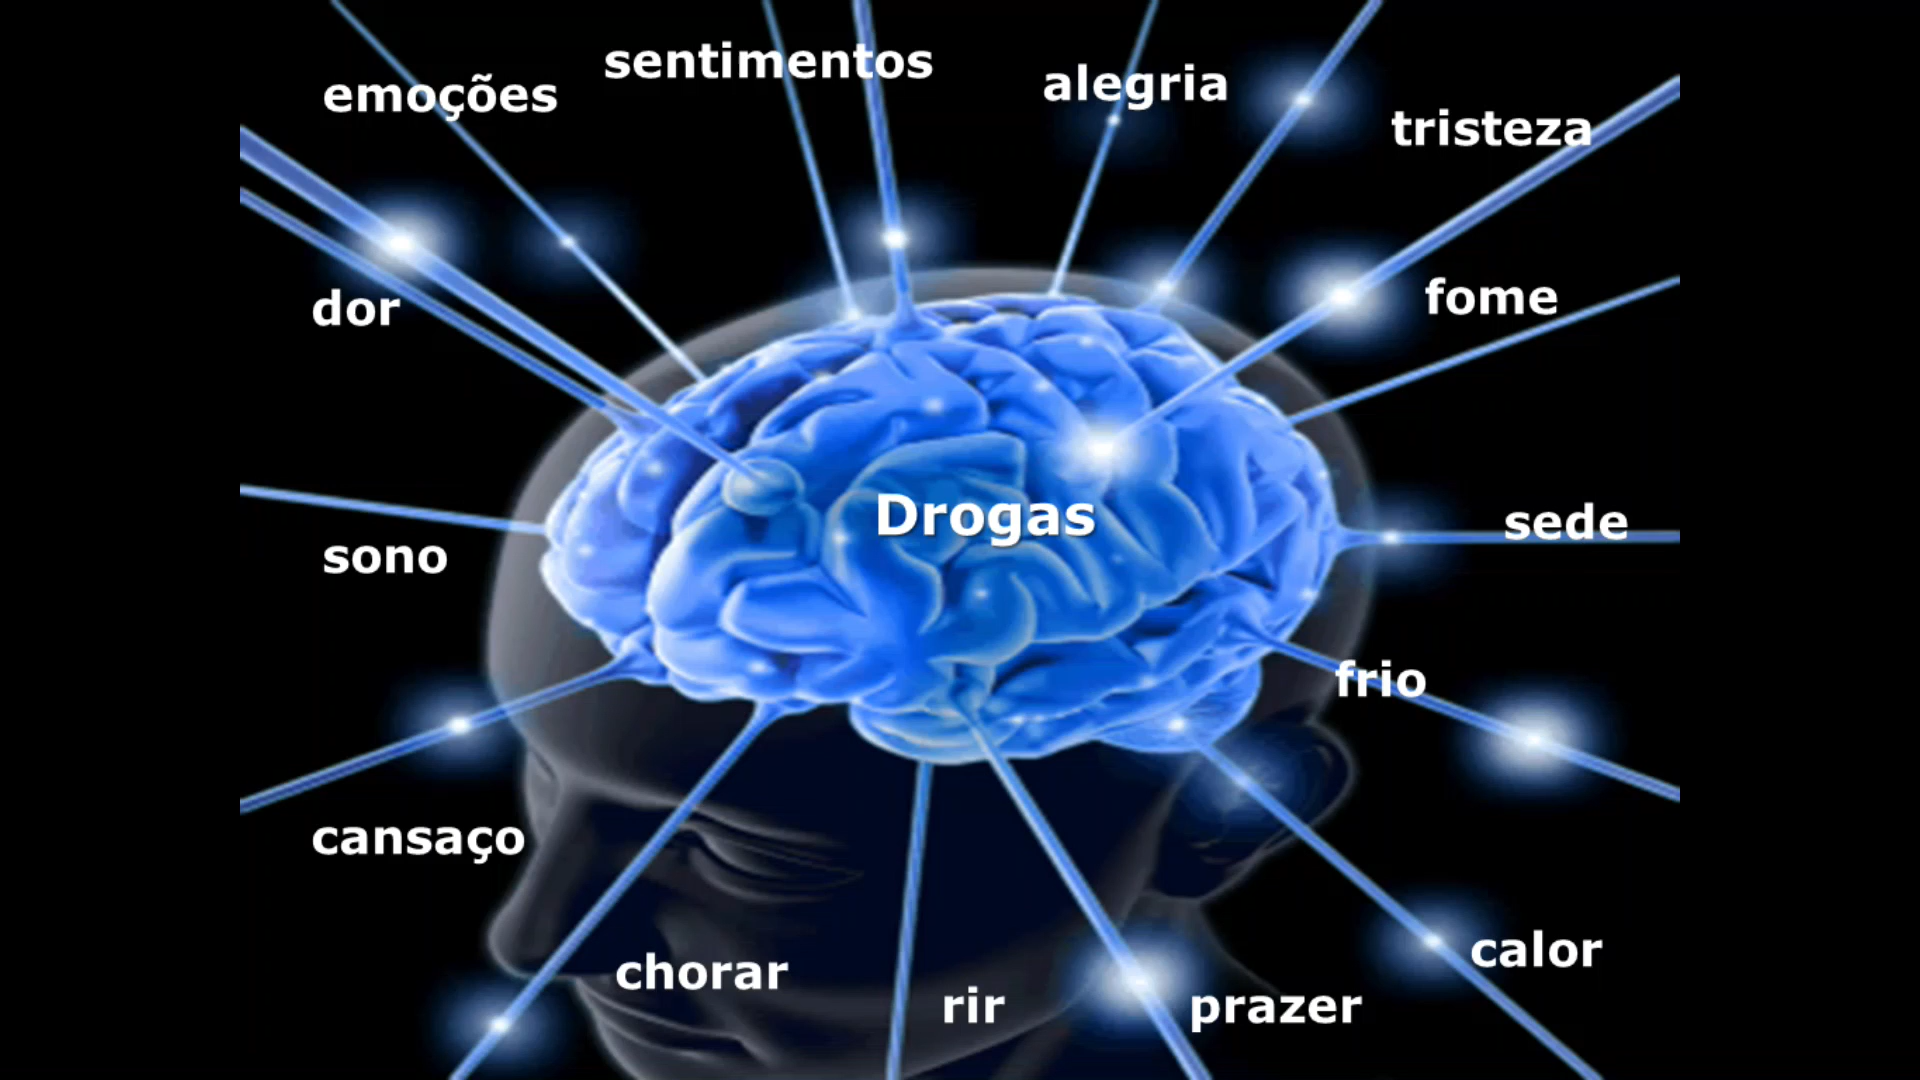 sentimentos
alegria
emoções
tristeza
dor
fome
Drogas
sede
sono
frio
cansaço
calor
chorar
rir
prazer